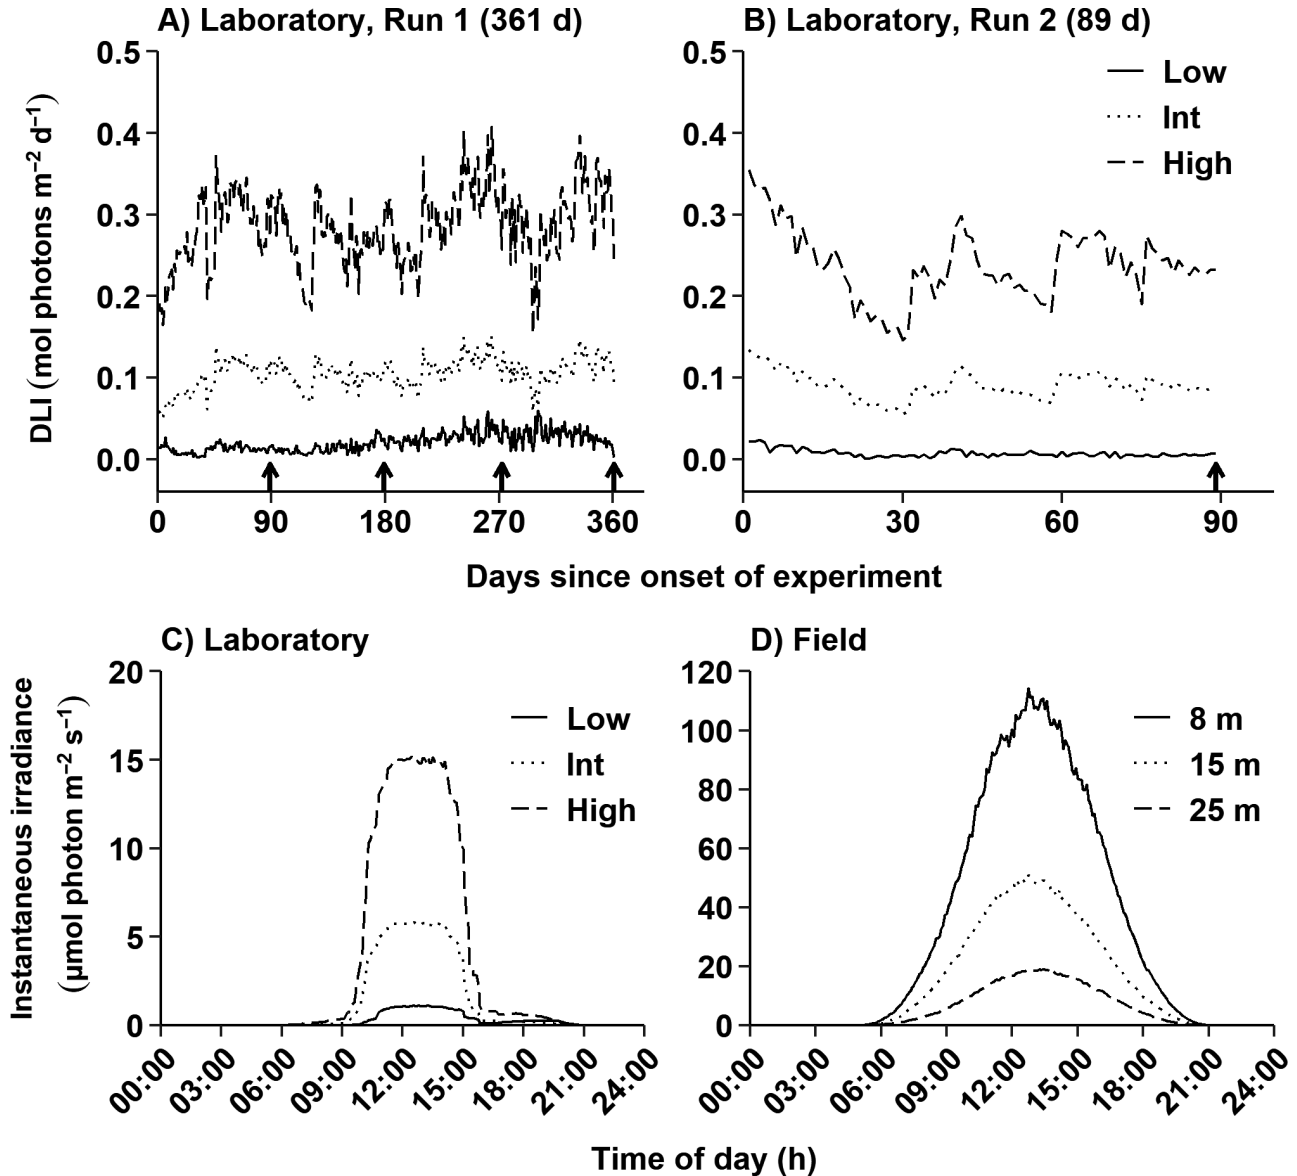 A) Laboratory, Run 1 (361 d)
B) Laboratory, Run 2 (89 d)
DLI (mol photons m⁻² d⁻¹)
0.5
0.4
0.3
0.2
0.1
0.0
0 90 180 270 360
0.5
0.4
0.3
0.2
0.1
0.0
0 30 60 90
Low
Int
High
Days since onset of experiment
C) Laboratory
D) Field
Instantaneous irradiance
(µmol photon m⁻² s⁻¹)
20
15
10
5
0
00:00 03:00 06:00 09:00 12:00 15:00 18:00 21:00 24:00
Low
Int
High
120
100
80
60
40
20
0
00:00 03:00 06:00 09:00 12:00 15:00 18:00 21:00 24:00
8 m
15 m
25 m
Time of day (h)